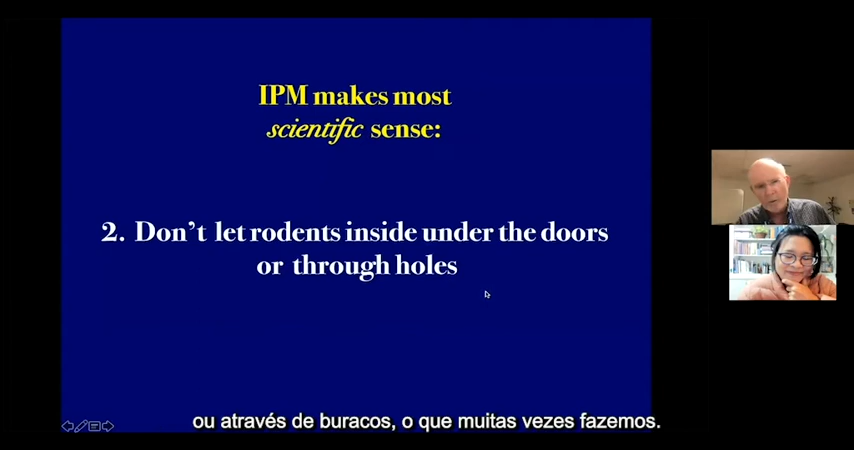 IPM makes most
scientific sense:
2. Don't let rodents inside under the doors
or through holes
ou através de buracos, o que muitas vezes fazemos.